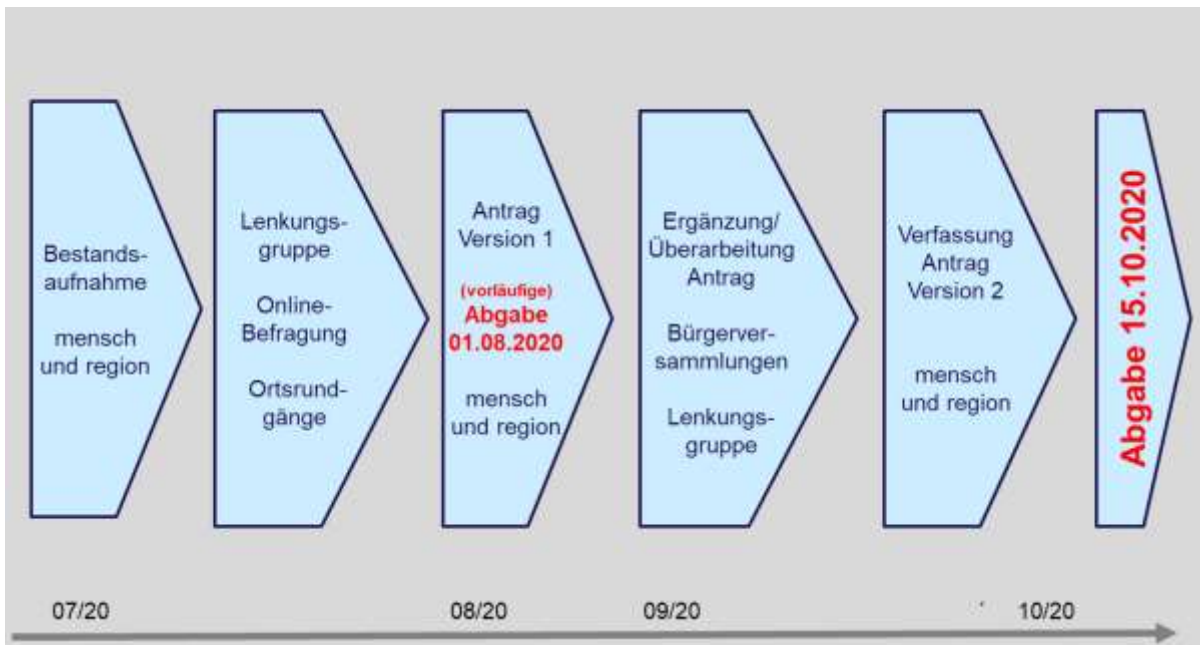 Bestands-
aufnahme
mensch
und region
Lenkungs-
gruppe
Online-
Befragung
Ortsrund-
gänge
Antrag
Version 1
(vorläufige)
Abgabe
01.08.2020
mensch
und region
Ergänzung/
Überarbeitung
Antrag
Bürgerver-
sammlungen
Lenkungs-
gruppe
Verfassung
Antrag
Version 2
mensch
und region
Abgabe 15.10.2020
07/20
08/20
09/20
10/20